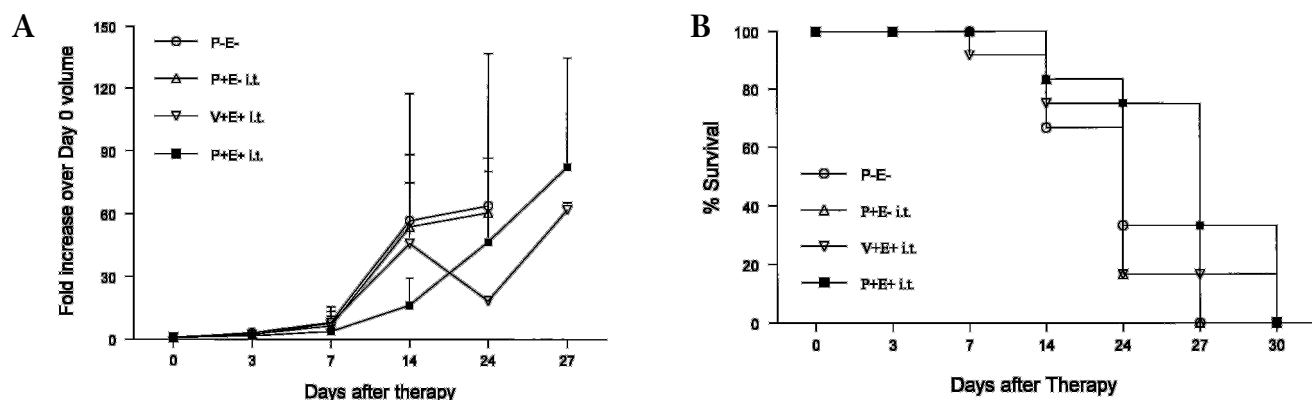 A
Fold increase over Day 0 volume
150
120
90
60
30
0
P-E-
P+E- i.t.
V+E+ i.t.
P+E+ i.t.
0 3 7 14 24 27
Days after therapy
B
% Survival
100
80
60
40
20
0
P-E-
P+E- i.t.
V+E+ i.t.
P+E+ i.t.
0 3 7 14 24 27 30
Days after Therapy